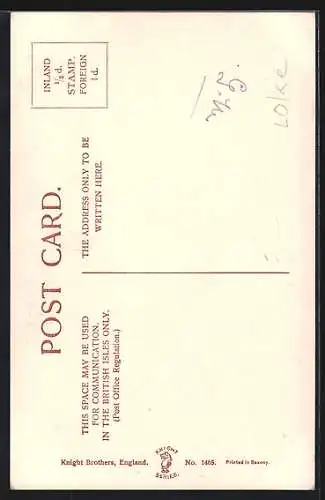 POST CARD.
THIS SPACE MAY BE USED
FOR COMMUNICATION.
IN THE BRITISH ISLES ONLY.
(Post Office Regulation.)
THE ADDRESS ONLY TO BE
WRITTEN HERE.
INLAND
½ d.
STAMP.
FOREIGN
1d.
Knight Brothers, England.
KNIGHT
SERIES.
No. 1465.
Printed in Saxony.